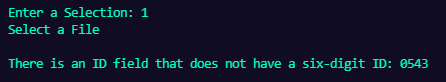 Enter a Selection: 1
Select a File
There is an ID field that does not have a six-digit ID: 0543